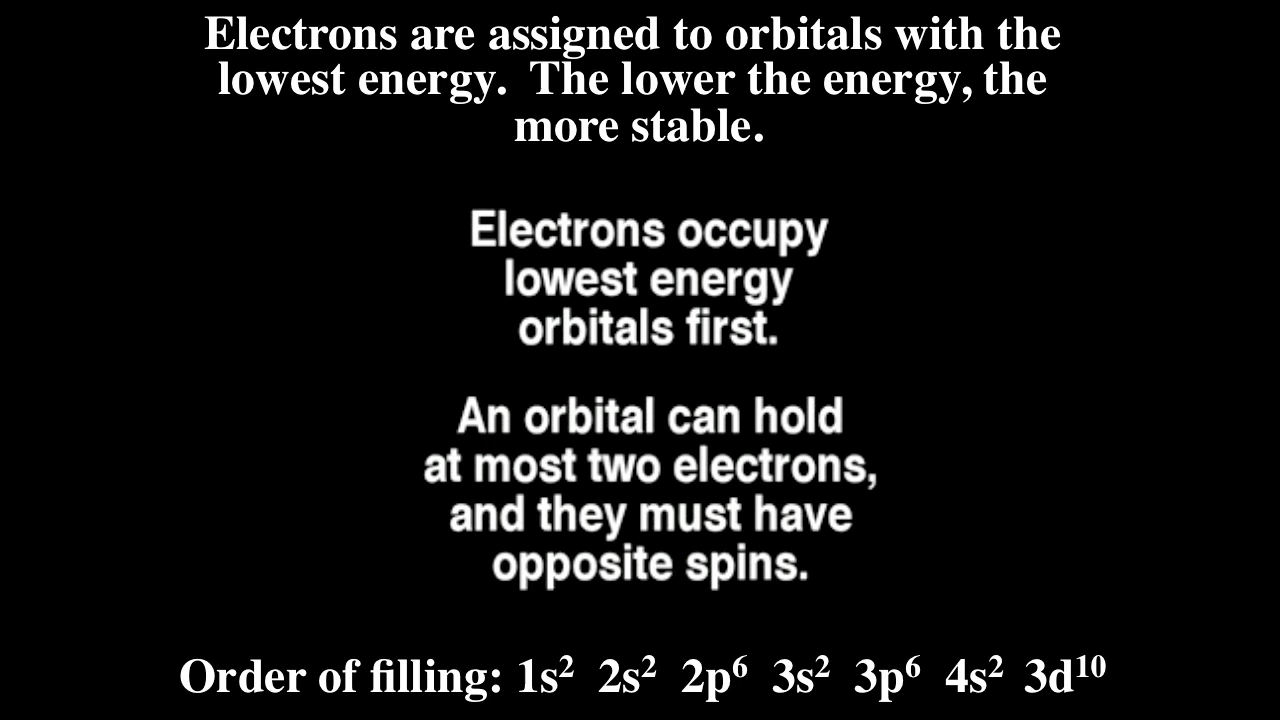 Electrons are assigned to orbitals with the
lowest energy.  The lower the energy, the
more stable.
Electrons occupy
lowest energy
orbitals first.
An orbital can hold
at most two electrons,
and they must have
opposite spins.
Order of filling: 1s²  2s²  2p⁶  3s²  3p⁶  4s²  3d¹⁰